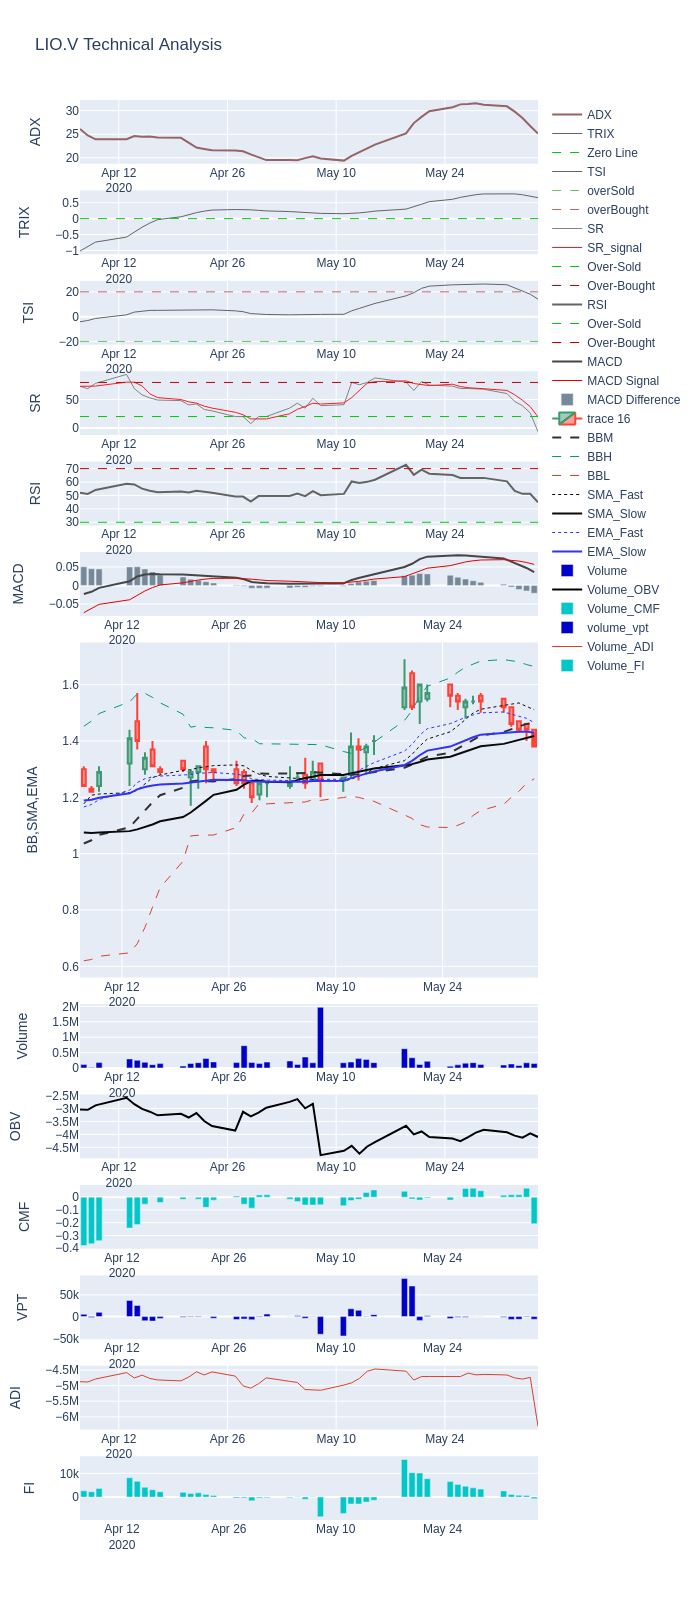 LIO.V Technical Analysis
ADX
30
25
20
Apr 12
2020
Apr 26
May 10
May 24
TRIX
0.5
0
−0.5
−1
Apr 12
2020
Apr 26
May 10
May 24
TSI
20
0
−20
Apr 12
2020
Apr 26
May 10
May 24
SR
50
0
Apr 12
2020
Apr 26
May 10
May 24
RSI
70
60
50
40
30
Apr 12
2020
Apr 26
May 10
May 24
MACD
0.05
0
−0.05
Apr 12
2020
Apr 26
May 10
May 24
BB,SMA,EMA
1.6
1.4
1.2
1
0.8
0.6
Apr 12
2020
Apr 26
May 10
May 24
Volume
2M
1.5M
1M
0.5M
0
Apr 12
2020
Apr 26
May 10
May 24
OBV
−2.5M
−3M
−3.5M
−4M
−4.5M
Apr 12
2020
Apr 26
May 10
May 24
CMF
0
−0.1
−0.2
−0.3
−0.4
Apr 12
2020
Apr 26
May 10
May 24
VPT
50k
0
−50k
Apr 12
2020
Apr 26
May 10
May 24
ADI
−4.5M
−5M
−5.5M
−6M
Apr 12
2020
Apr 26
May 10
May 24
FI
10k
0
Apr 12
2020
Apr 26
May 10
May 24
ADX
TRIX
Zero Line
TSI
overSold
overBought
SR
SR_signal
Over-Sold
Over-Bought
RSI
Over-Sold
Over-Bought
MACD
MACD Signal
MACD Difference
trace 16
BBM
BBH
BBL
SMA_Fast
SMA_Slow
EMA_Fast
EMA_Slow
Volume
Volume_OBV
Volume_CMF
volume_vpt
Volume_ADI
Volume_FI